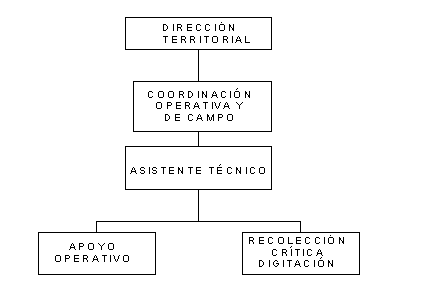 DIRECCIÓN
TERRITORIAL
COORDINACIÓN
OPERATIVA Y
DE CAMPO
ASISTENTE TÉCNICO
APOYO
OPERATIVO
RECOLECCIÓN
CRÍTICA
DIGITACIÓN